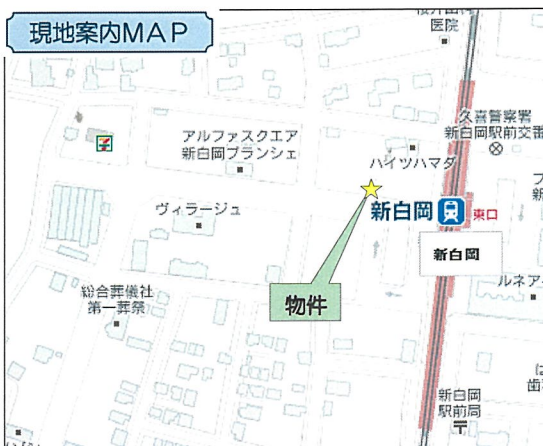 現地案内MAP
医院
久喜警察署
新白岡駅前交番
アルファスクエア
新白岡ブランシェ
ハイツハマダ
ヴィラージュ
新白岡
東口
新白岡
物件
総合葬儀社
第一葬祭
ルネア
新白岡
駅前局